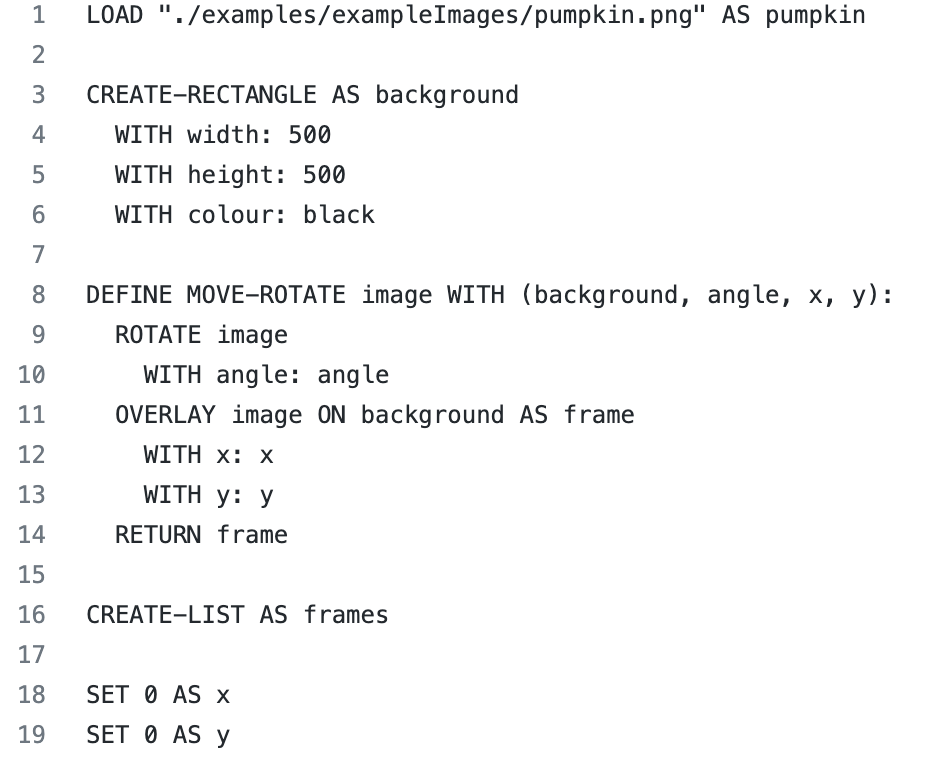 1 LOAD "./examples/exampleImages/pumpkin.png" AS pumpkin
2
3 CREATE-RECTANGLE AS background
4   WITH width: 500
5   WITH height: 500
6   WITH colour: black
7
8 DEFINE MOVE-ROTATE image WITH (background, angle, x, y):
9   ROTATE image
10     WITH angle: angle
11   OVERLAY image ON background AS frame
12     WITH x: x
13     WITH y: y
14   RETURN frame
15
16 CREATE-LIST AS frames
17
18 SET 0 AS x
19 SET 0 AS y